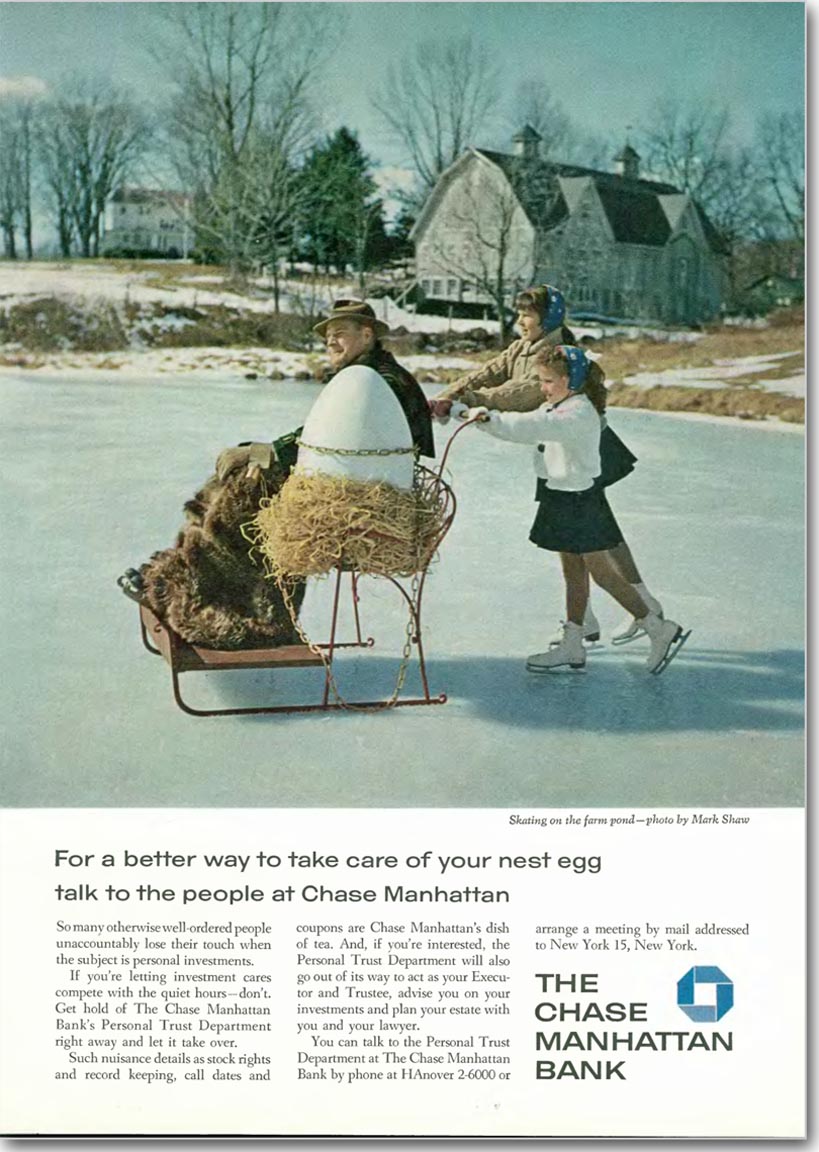 Skating on the farm pond—photo by Mark Shaw
For a better way to take care of your nest egg
talk to the people at Chase Manhattan
So many otherwise well-ordered people
unaccountably lose their touch when
the subject is personal investments.
If you're letting investment cares
compete with the quiet hours—don't.
Get hold of The Chase Manhattan
Bank's Personal Trust Department
right away and let it take over.
Such nuisance details as stock rights
and record keeping, call dates and
coupons are Chase Manhattan's dish
of tea. And, if you're interested, the
Personal Trust Department will also
go out of its way to act as your Execu-
tor and Trustee, advise you on your
investments and plan your estate with
you and your lawyer.
You can talk to the Personal Trust
Department at The Chase Manhattan
Bank by phone at HAnover 2-6000 or
arrange a meeting by mail addressed
to New York 15, New York.
THE
CHASE
MANHATTAN
BANK